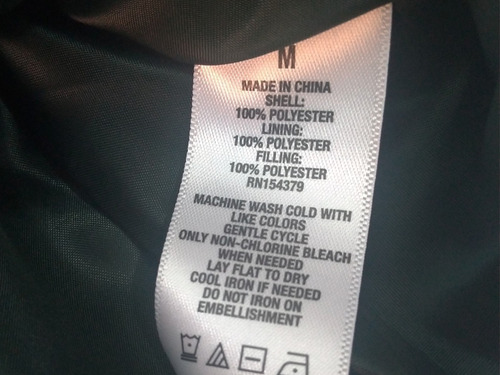 M
MADE IN CHINA
SHELL:
100% POLYESTER
LINING:
100% POLYESTER
FILLING:
100% POLYESTER
RN154379
MACHINE WASH COLD WITH
LIKE COLORS
GENTLE CYCLE
ONLY NON-CHLORINE BLEACH
WHEN NEEDED
LAY FLAT TO DRY
COOL IRON IF NEEDED
DO NOT IRON ON
EMBELLISHMENT